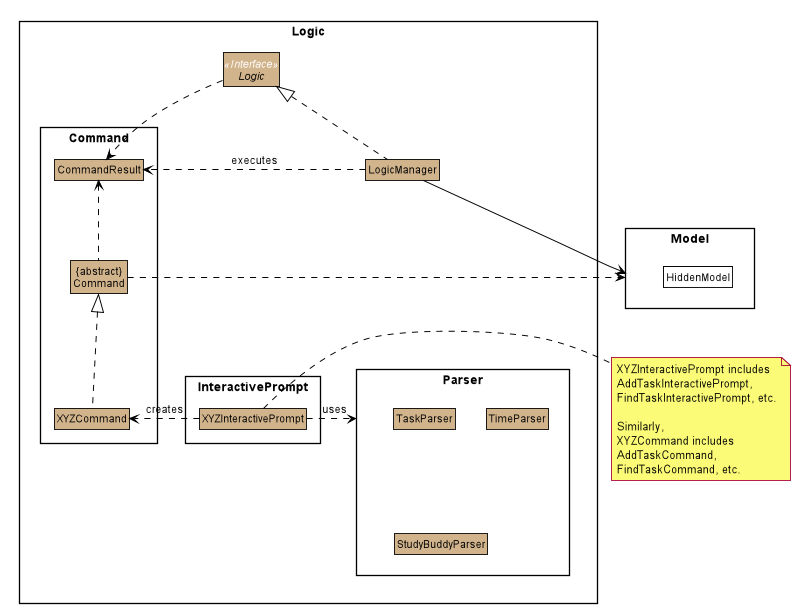 Logic
«Interface»
Logic
Command
CommandResult
executes
LogicManager
Model
HiddenModel
{abstract}
Command
InteractivePrompt
Parser
XYZCommand
creates
XYZInteractivePrompt
uses
TaskParser
TimeParser
StudyBuddyParser
XYZInteractivePrompt includes
AddTaskInteractivePrompt,
FindTaskInteractivePrompt, etc.
Similarly,
XYZCommand includes
AddTaskCommand,
FindTaskCommand, etc.